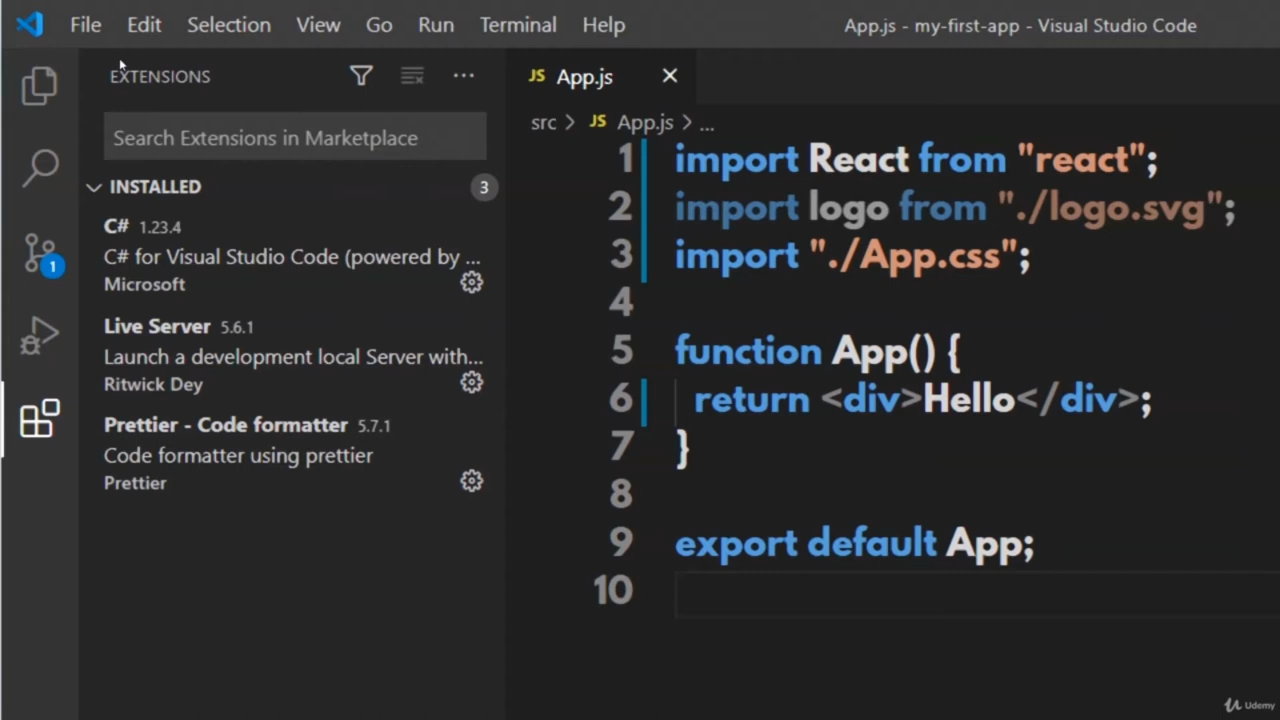 File Edit Selection View Go Run Terminal Help App.js - my-first-app - Visual Studio Code
EXTENSIONS
Search Extensions in Marketplace
INSTALLED 3
C# 1.23.4
C# for Visual Studio Code (powered by ...
Microsoft
Live Server 5.6.1
Launch a development local Server with...
Ritwick Dey
Prettier - Code formatter 5.7.1
Code formatter using prettier
Prettier
1
JS App.js
src > JS App.js > ...
1 import React from "react";
2 import logo from "./logo.svg";
3 import "./App.css";
4
5 function App() {
6 return <div>Hello</div>;
7 }
8
9 export default App;
10
Udemy